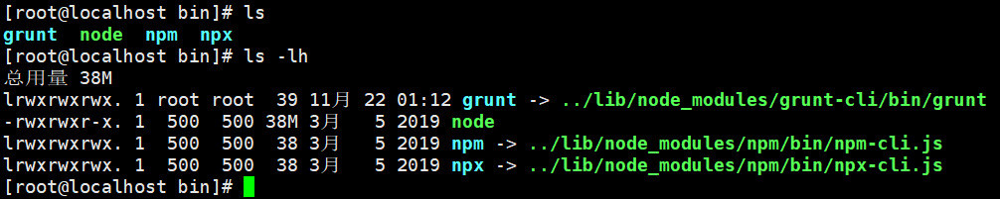 [root@localhost bin]# ls
grunt  node  npm  npx
[root@localhost bin]# ls -lh
总用量 38M
lrwxrwxrwx. 1 root root  39 11月 22 01:12 grunt -> ../lib/node_modules/grunt-cli/bin/grunt
-rwxrwxr-x. 1  500  500 38M 3月   5 2019 node
lrwxrwxrwx. 1  500  500  38 3月   5 2019 npm -> ../lib/node_modules/npm/bin/npm-cli.js
lrwxrwxrwx. 1  500  500  38 3月   5 2019 npx -> ../lib/node_modules/npm/bin/npx-cli.js
[root@localhost bin]#